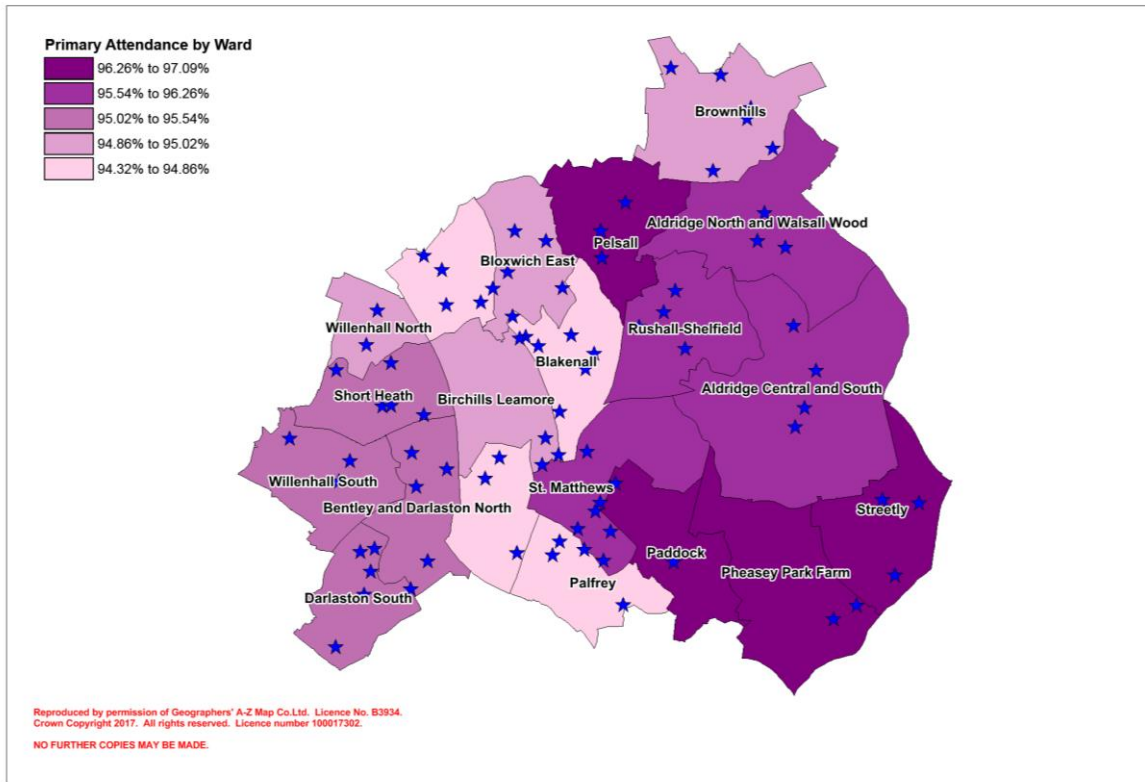 Primary Attendance by Ward
96.26% to 97.09%
95.54% to 96.26%
95.02% to 95.54%
94.86% to 95.02%
94.32% to 94.86%
Brownhills
Aldridge North and Walsall Wood
Pelsall
Bloxwich East
Willenhall North
Rushall-Shelfield
Blakenall
Short Heath
Birchills Leamore
Aldridge Central and South
Willenhall South
St. Matthews
Bentley and Darlaston North
Streetly
Paddock
Pheasey Park Farm
Palfrey
Darlaston South
Reproduced by permission of Geographers' A-Z Map Co.Ltd. Licence No. B3934.
Crown Copyright 2017. All rights reserved. Licence number 100017302.
NO FURTHER COPIES MAY BE MADE.